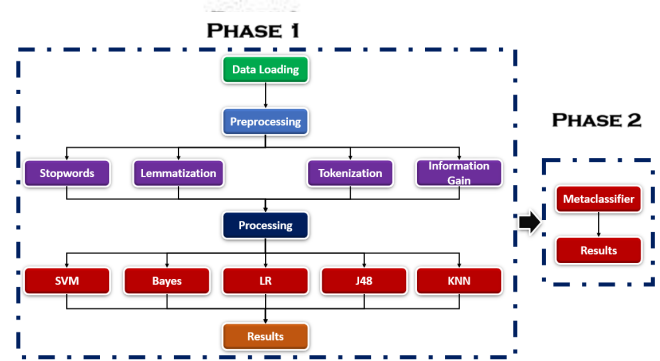 PHASE 1
Data Loading
Preprocessing
Stopwords
Lemmatization
Tokenization
Information
Gain
Processing
SVM
Bayes
LR
J48
KNN
Results
PHASE 2
Metaclassifier
Results